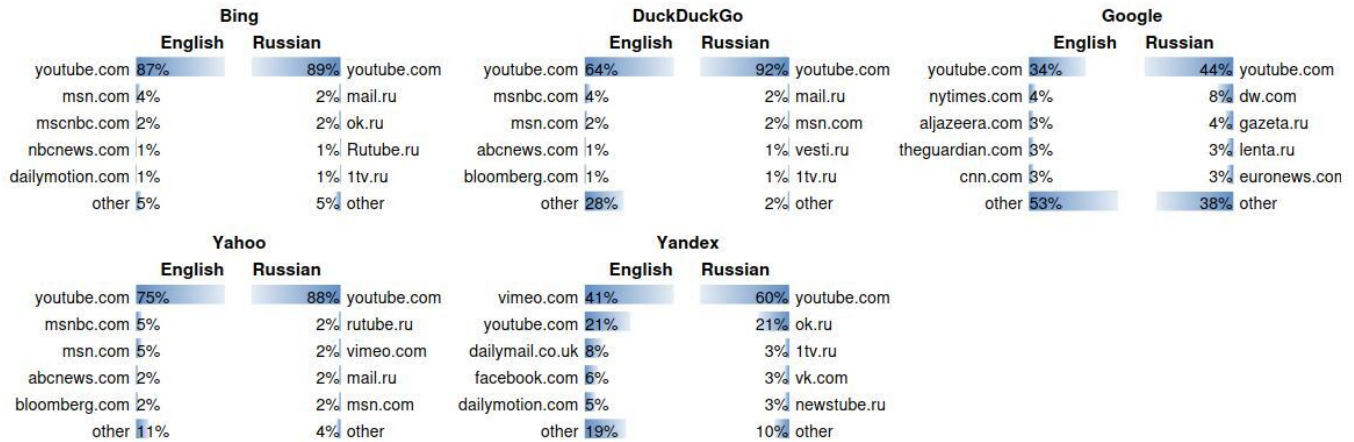 Bing DuckDuckGo Google
English Russian English Russian English Russian
youtube.com 87% 89% youtube.com youtube.com 64% 92% youtube.com youtube.com 34% 44% youtube.com
msn.com 4% 2% mail.ru msnbc.com 4% 2% mail.ru nytimes.com 4% 8% dw.com
mscnbc.com 2% 2% ok.ru msn.com 2% 2% msn.com aljazeera.com 3% 4% gazeta.ru
nbcnews.com 1% 1% Rutube.ru abcnews.com 1% 1% vesti.ru theguardian.com 3% 3% lenta.ru
dailymotion.com 1% 1% 1tv.ru bloomberg.com 1% 1% 1tv.ru cnn.com 3% 3% euronews.con
other 5% 5% other other 28% 2% other other 53% 38% other
Yahoo Yandex
English Russian English Russian
youtube.com 75% 88% youtube.com vimeo.com 41% 60% youtube.com
msnbc.com 5% 2% rutube.ru youtube.com 21% 21% ok.ru
msn.com 5% 2% vimeo.com dailymail.co.uk 8% 3% 1tv.ru
abcnews.com 2% 2% mail.ru facebook.com 6% 3% vk.com
bloomberg.com 2% 2% msn.com dailymotion.com 5% 3% newstube.ru
other 11% 4% other other 19% 10% other